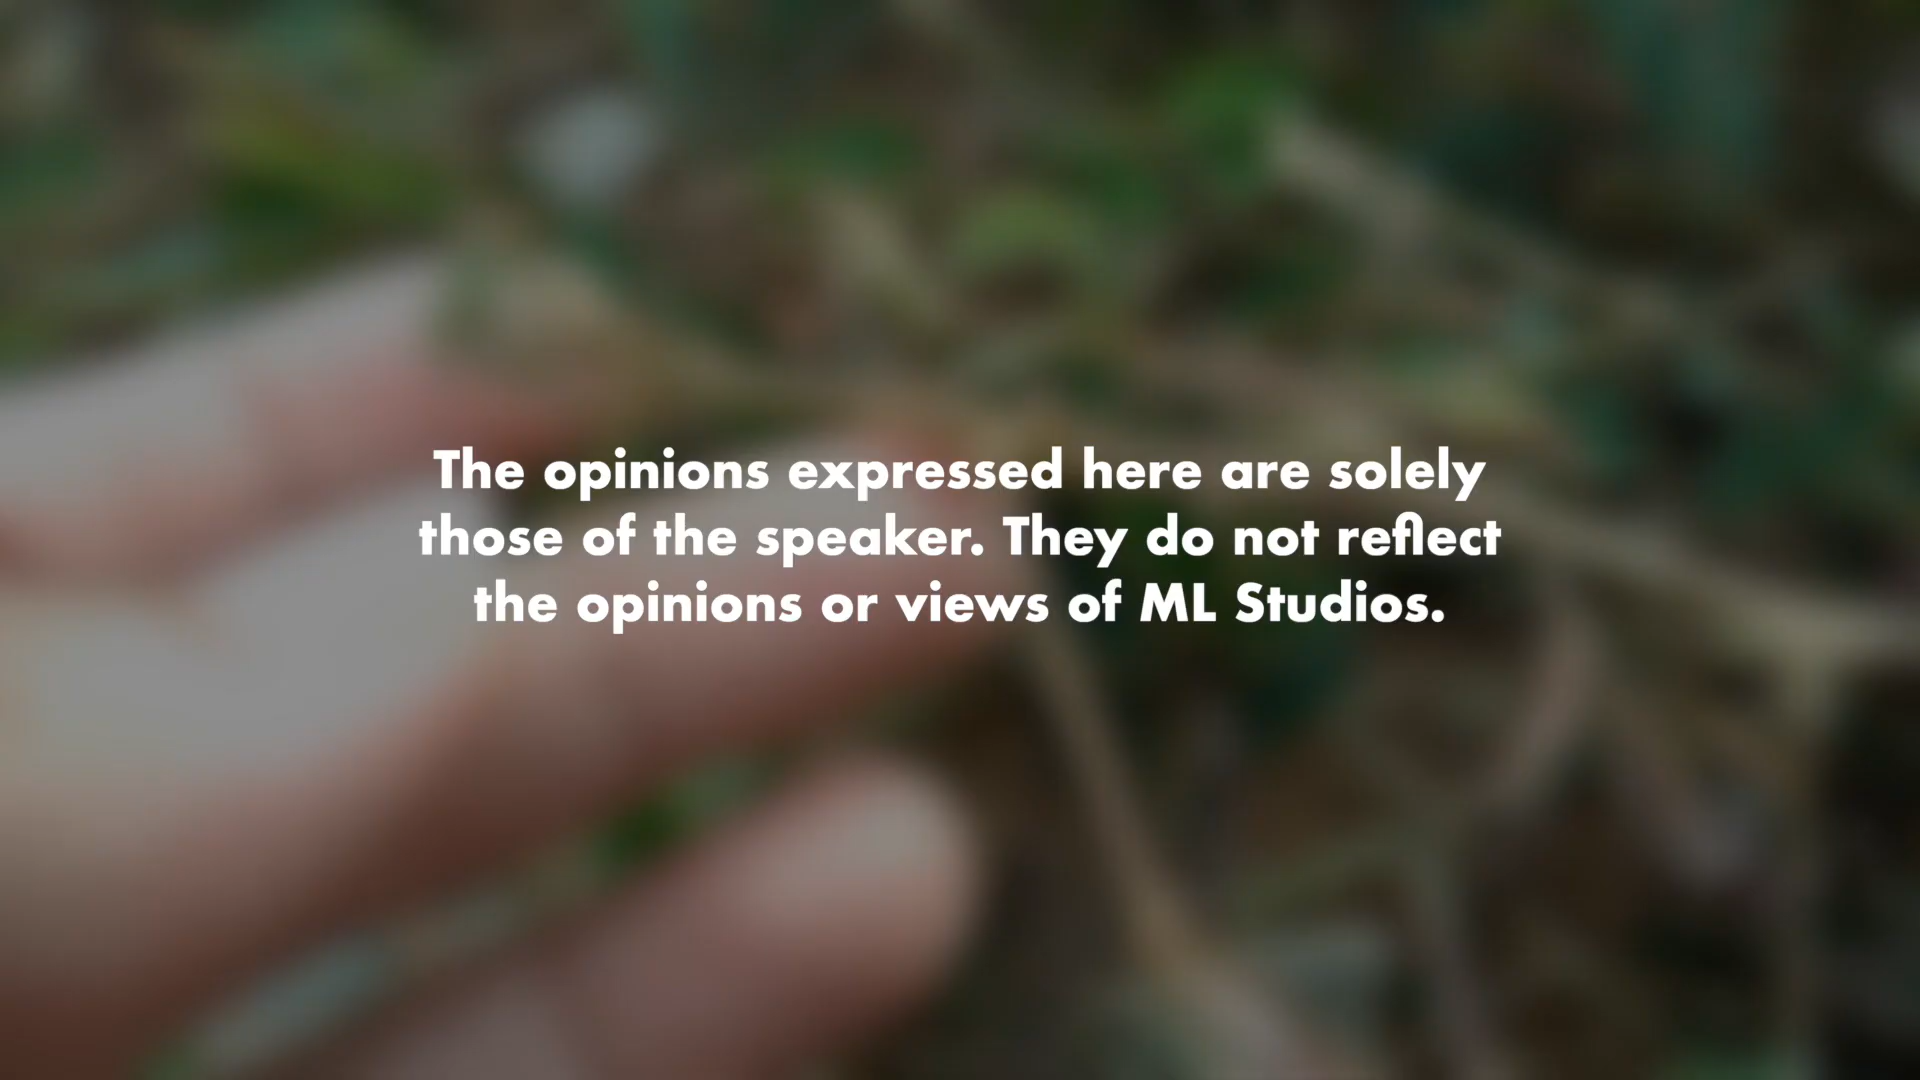 The opinions expressed here are solely
those of the speaker. They do not reflect
the opinions or views of ML Studios.